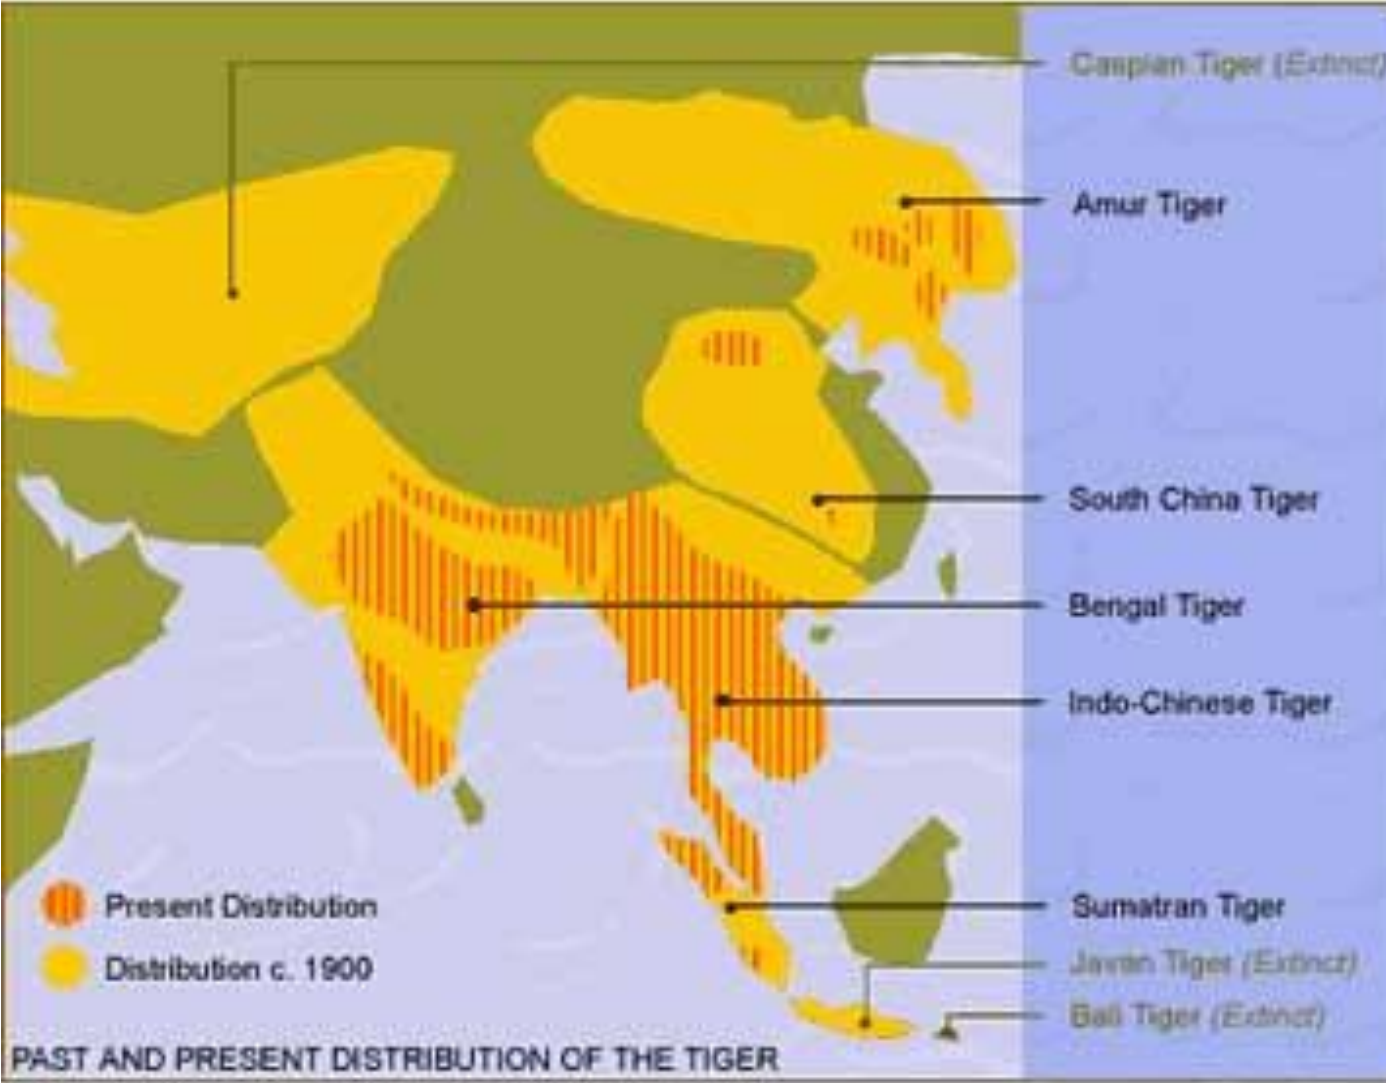 Caspian Tiger (Extinct)
Amur Tiger
South China Tiger
Bengal Tiger
Indo-Chinese Tiger
Sumatran Tiger
Javan Tiger (Extinct)
Bali Tiger (Extinct)
Present Distribution
Distribution c. 1900
PAST AND PRESENT DISTRIBUTION OF THE TIGER